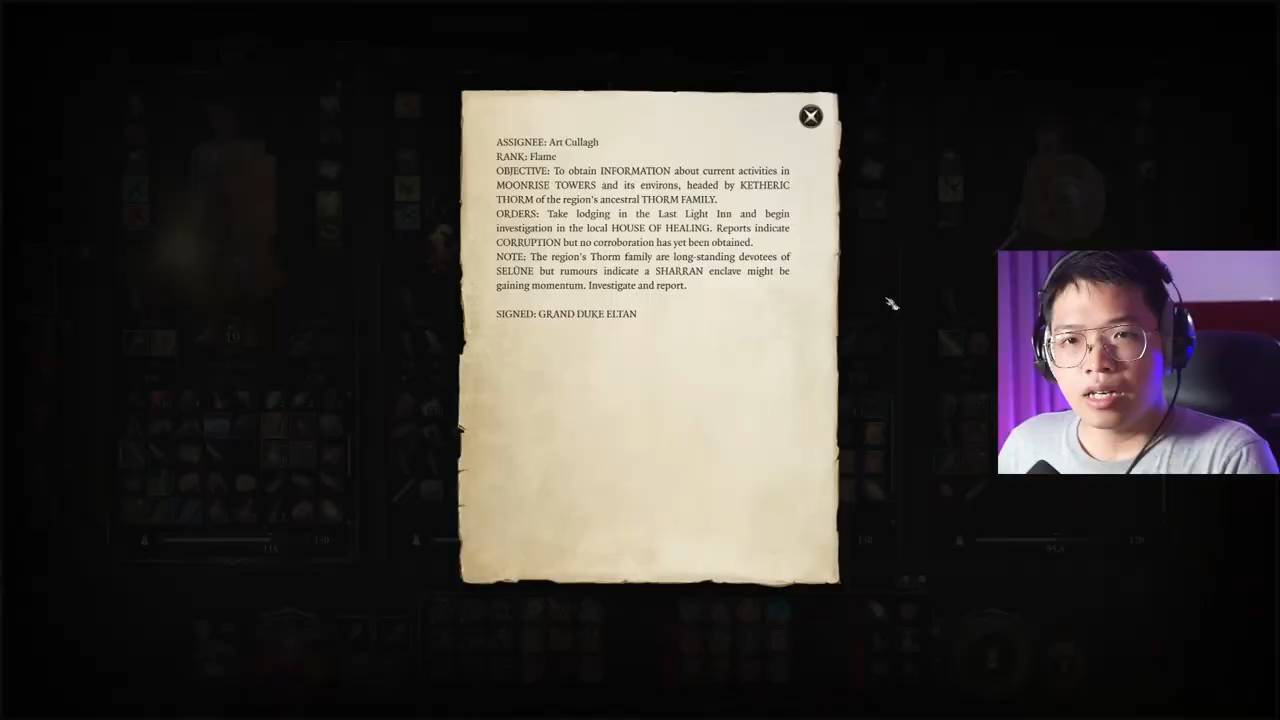 ASSIGNEE: Art Cullagh
RANK: Flame
OBJECTIVE: To obtain INFORMATION about current activities in
MOONRISE TOWERS and its environs, headed by KETHERIC
THORM of the region's ancestral THORM FAMILY.
ORDERS: Take lodging in the Last Light Inn and begin
investigation in the local HOUSE OF HEALING. Reports indicate
CORRUPTION but no corroboration has yet been obtained.
NOTE: The region's Thorm family are long-standing devotees of
SELÛNE but rumours indicate a SHARRAN enclave might be
gaining momentum. Investigate and report.
SIGNED: GRAND DUKE ELTAN